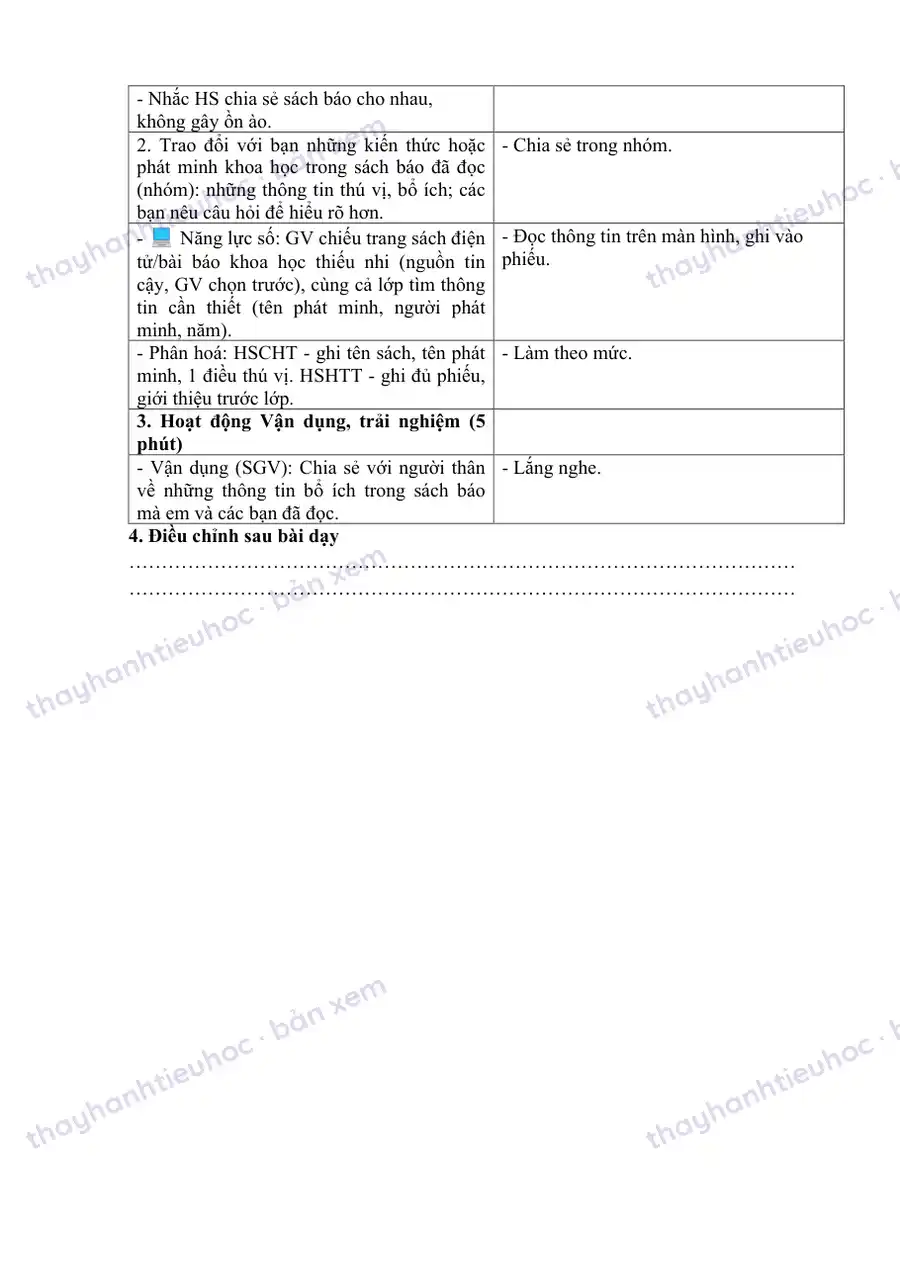 - Nhắc HS chia sẻ sách báo cho nhau,
không gây ồn ào.
2. Trao đổi với bạn những kiến thức hoặc
phát minh khoa học trong sách báo đã đọc
(nhóm): những thông tin thú vị, bổ ích; các
bạn nêu câu hỏi để hiểu rõ hơn.
- Chia sẻ trong nhóm.
- 💻 Năng lực số: GV chiếu trang sách điện
tử/bài báo khoa học thiếu nhi (nguồn tin
cậy, GV chọn trước), cùng cả lớp tìm thông
tin cần thiết (tên phát minh, người phát
minh, năm).
- Đọc thông tin trên màn hình, ghi vào
phiếu.
- Phân hoá: HSCHT - ghi tên sách, tên phát
minh, 1 điều thú vị. HSHTT - ghi đủ phiếu,
giới thiệu trước lớp.
- Làm theo mức.
3. Hoạt động Vận dụng, trải nghiệm (5
phút)
- Vận dụng (SGV): Chia sẻ với người thân
về những thông tin bổ ích trong sách báo
mà em và các bạn đã đọc.
- Lắng nghe.
4. Điều chỉnh sau bài dạy
……………………………………………………………………………………
……………………………………………………………………………………
thayhanhtieuhoc · bản xem
thayhanhtieuhoc · b
thayhanhtieuhoc · bản xem
thayhanhtieuhoc · b
thayhanhtieuhoc · bản xem
thayhanhtieuhoc · b